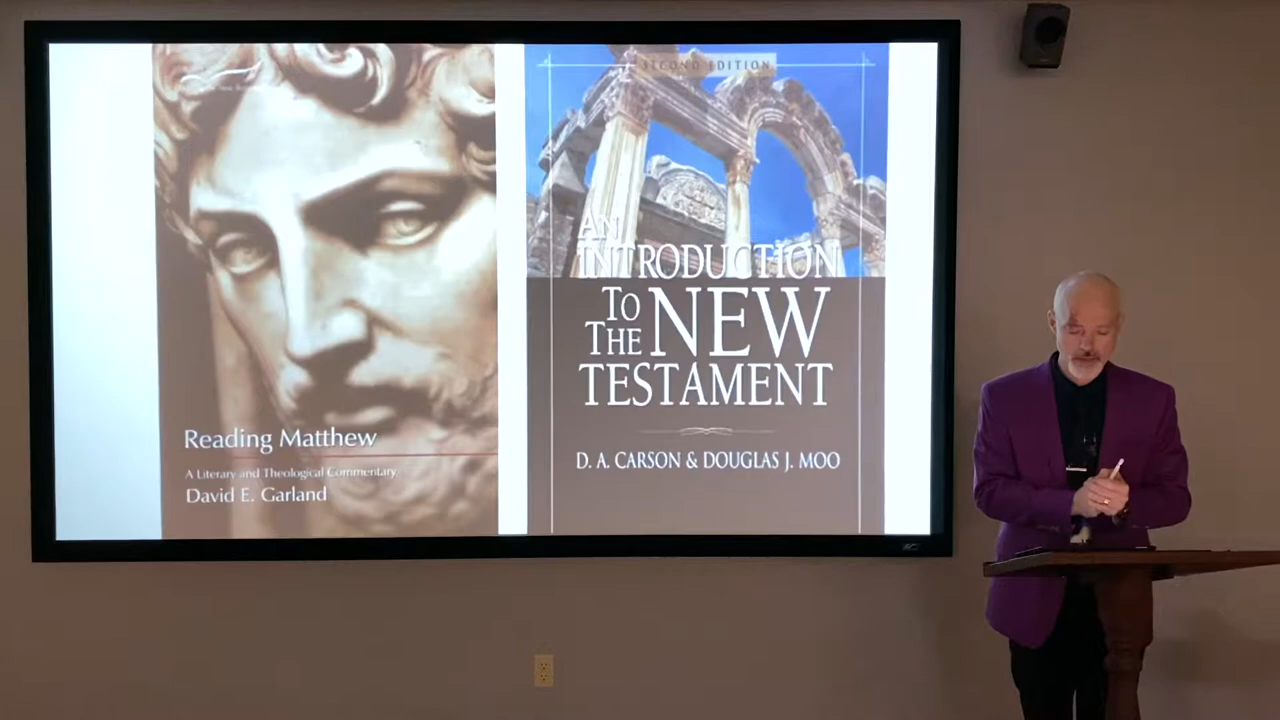 Reading Matthew
A Literary and Theological Commentary
David E. Garland
SECOND EDITION
AN
INTRODUCTION
TO
THE NEW
TESTAMENT
D. A. CARSON & DOUGLAS J. MOO